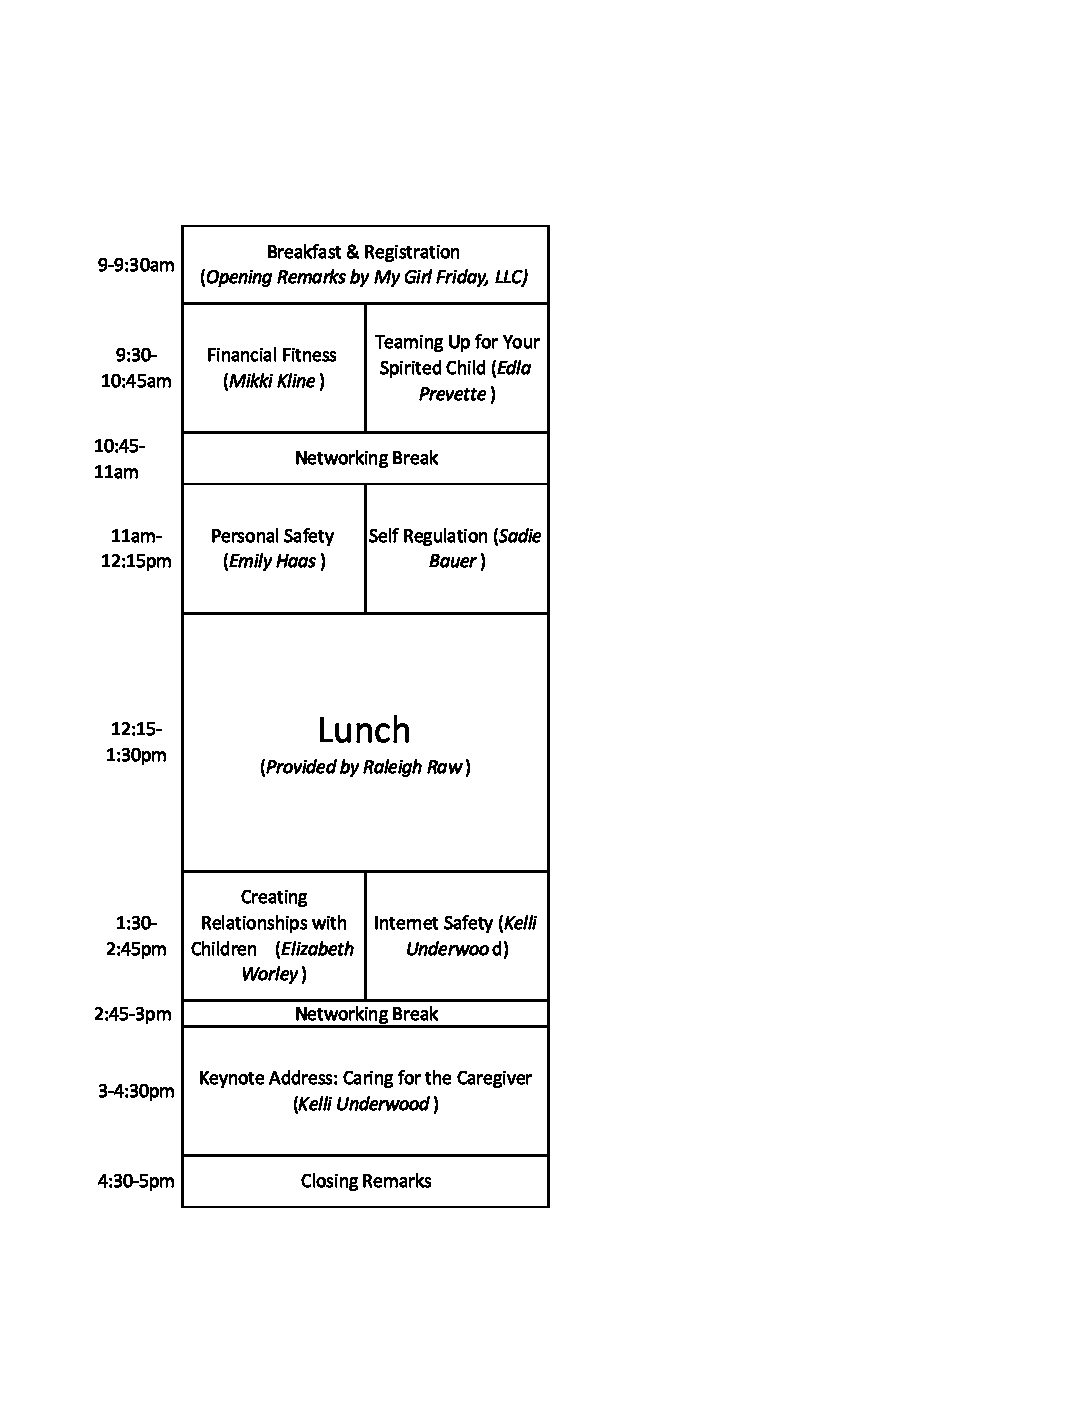 9-9:30am
Breakfast & Registration
(Opening Remarks by My Girl Friday, LLC)
9:30-
10:45am
Financial Fitness
(Mikki Kline )
Teaming Up for Your
Spirited Child (Edla
Prevette )
10:45-
11am
Networking Break
11am-
12:15pm
Personal Safety
(Emily Haas )
Self Regulation (Sadie
Bauer )
12:15-
1:30pm
Lunch
(Provided by Raleigh Raw )
1:30-
2:45pm
Creating
Relationships with
Children (Elizabeth
Worley )
Internet Safety (Kelli
Underwood)
2:45-3pm
Networking Break
3-4:30pm
Keynote Address: Caring for the Caregiver
(Kelli Underwood )
4:30-5pm
Closing Remarks